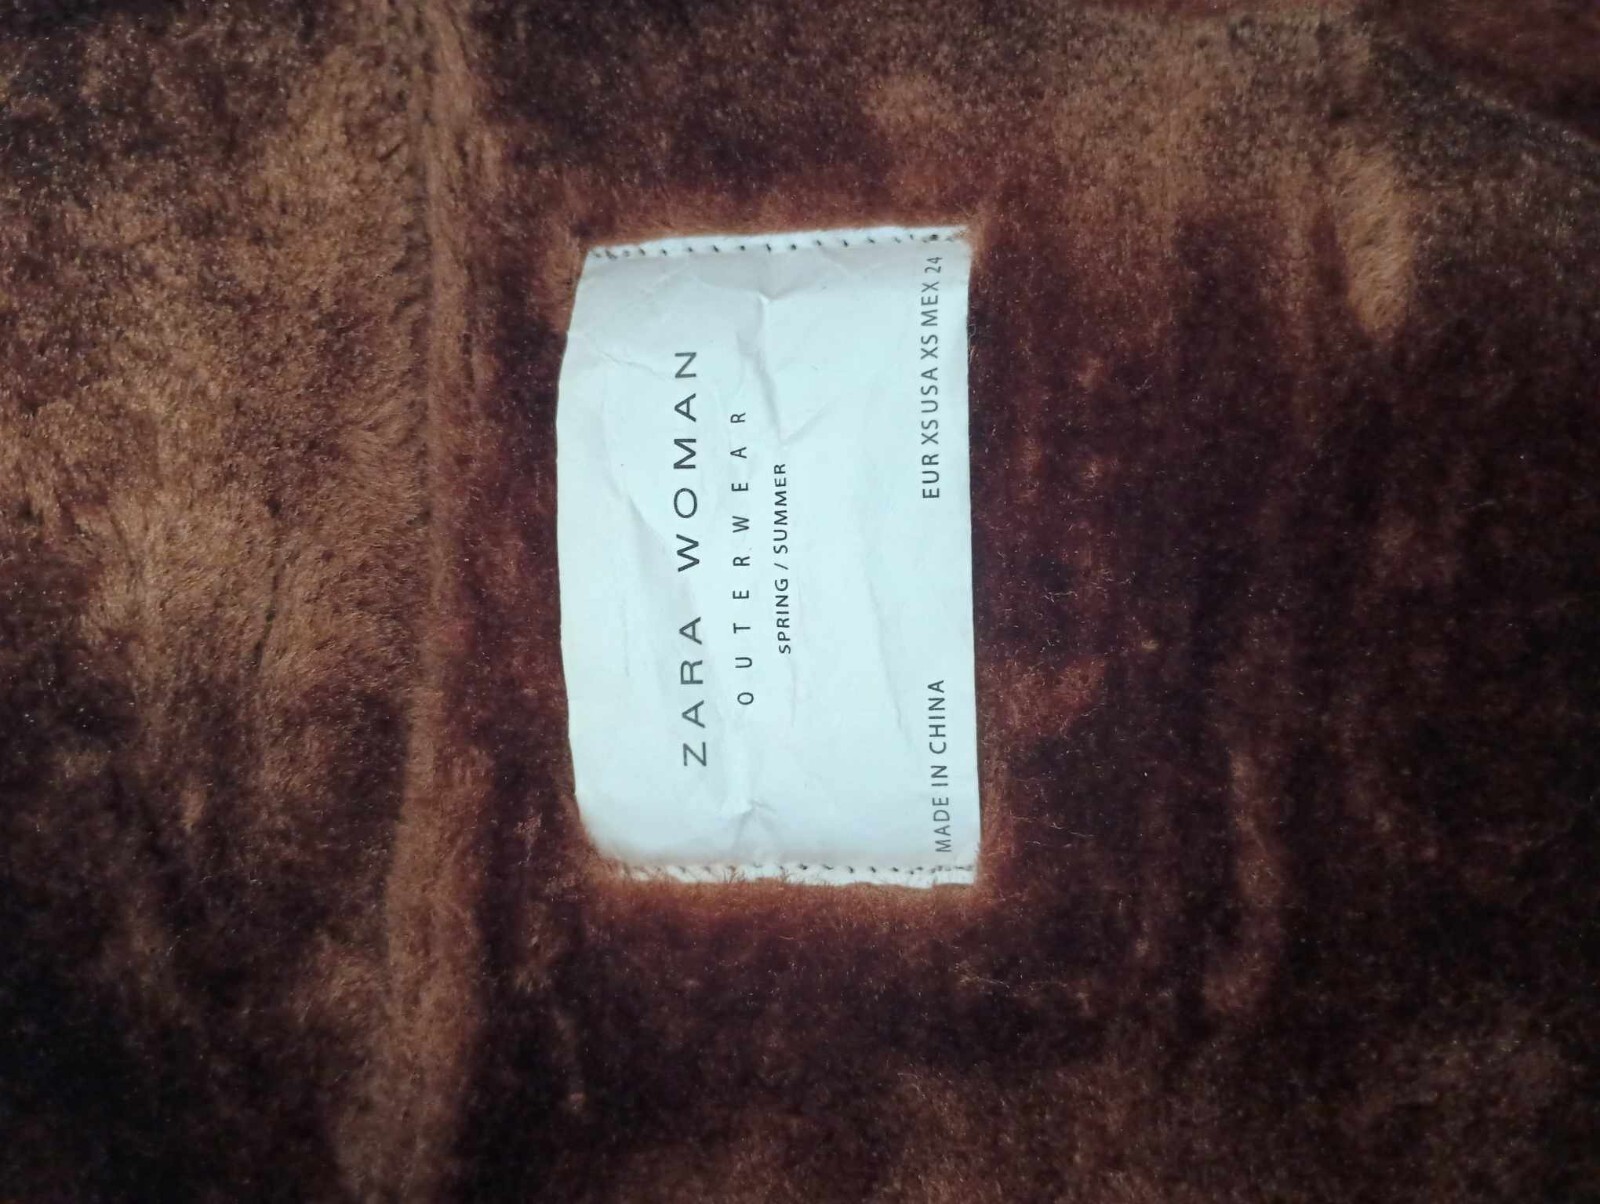 ZARA WOMAN
OUTERWEAR
SPRING / SUMMER
MADE IN CHINA
EUR XS USA XS MEX 24